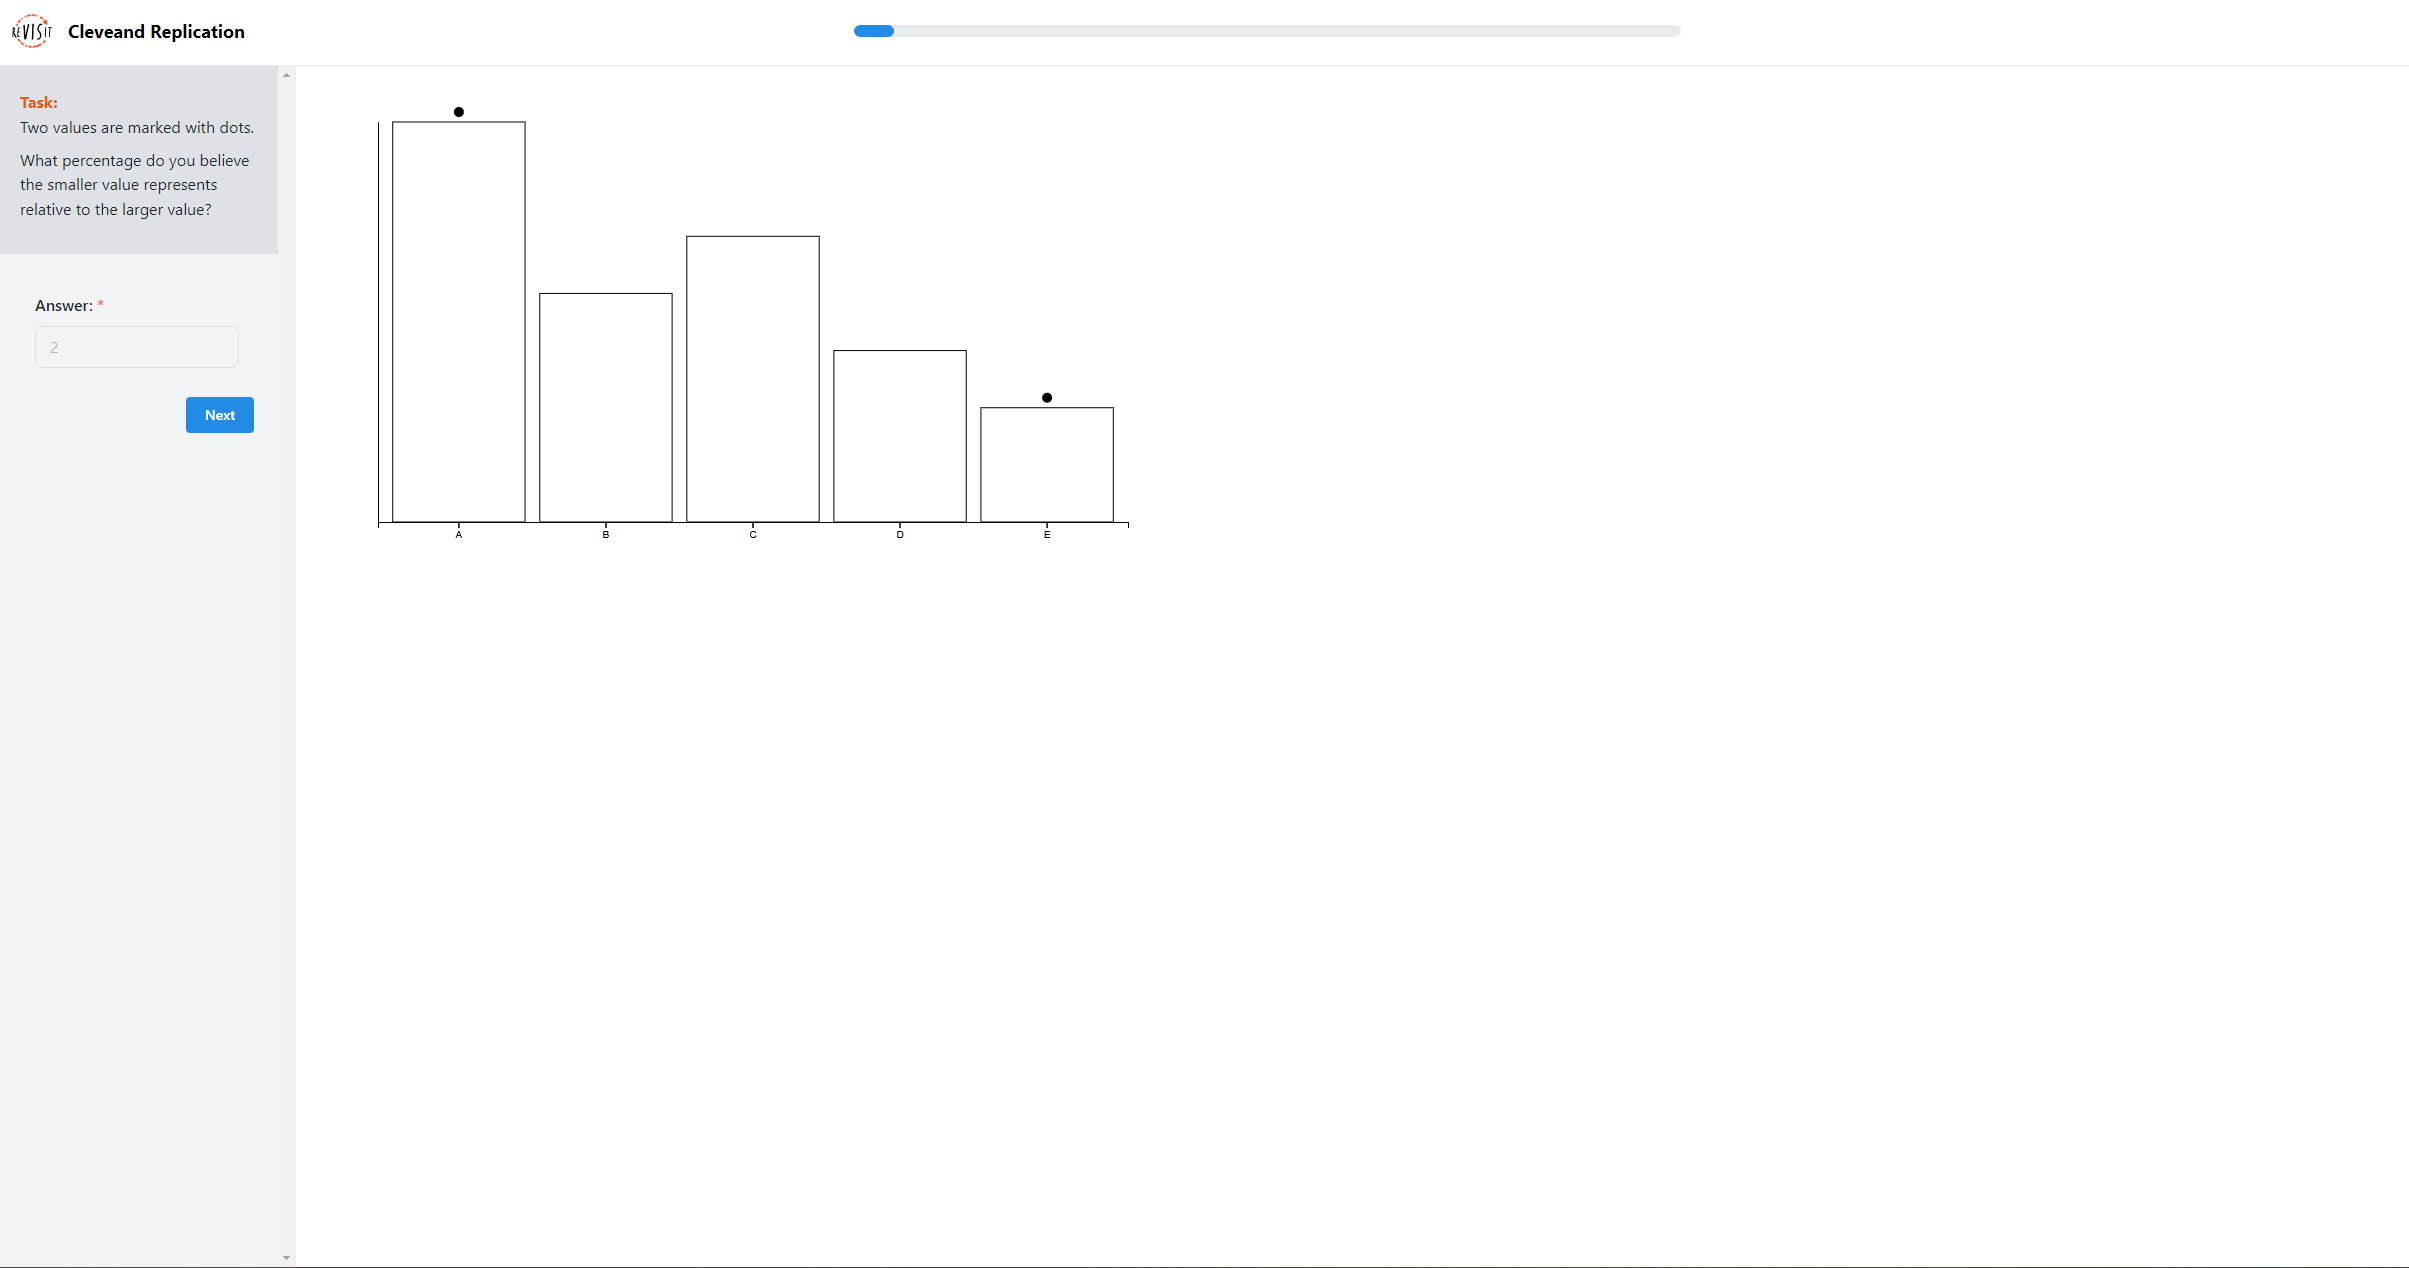 REVISIT
Cleveand Replication
Task:
Two values are marked with dots.
What percentage do you believe
the smaller value represents
relative to the larger value?
Answer: *
2
Next
A B C D E